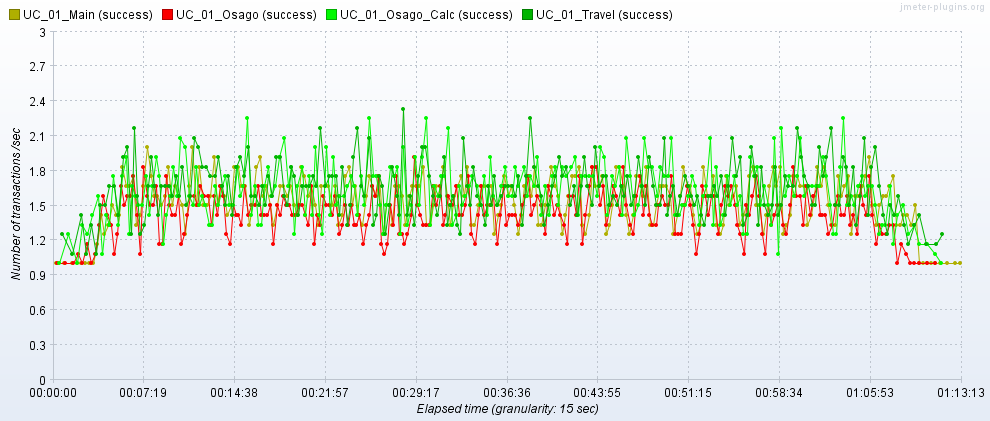 jmeter-plugins.org
UC_01_Main (success) UC_01_Osago (success) UC_01_Osago_Calc (success) UC_01_Travel (success)
3
2.7
2.4
2.1
1.8
1.5
1.2
0.9
0.6
0.3
0
Number of transactions /sec
00:00:00 00:07:19 00:14:38 00:21:57 00:29:17 00:36:36 00:43:55 00:51:15 00:58:34 01:05:53 01:13:13
Elapsed time (granularity: 15 sec)